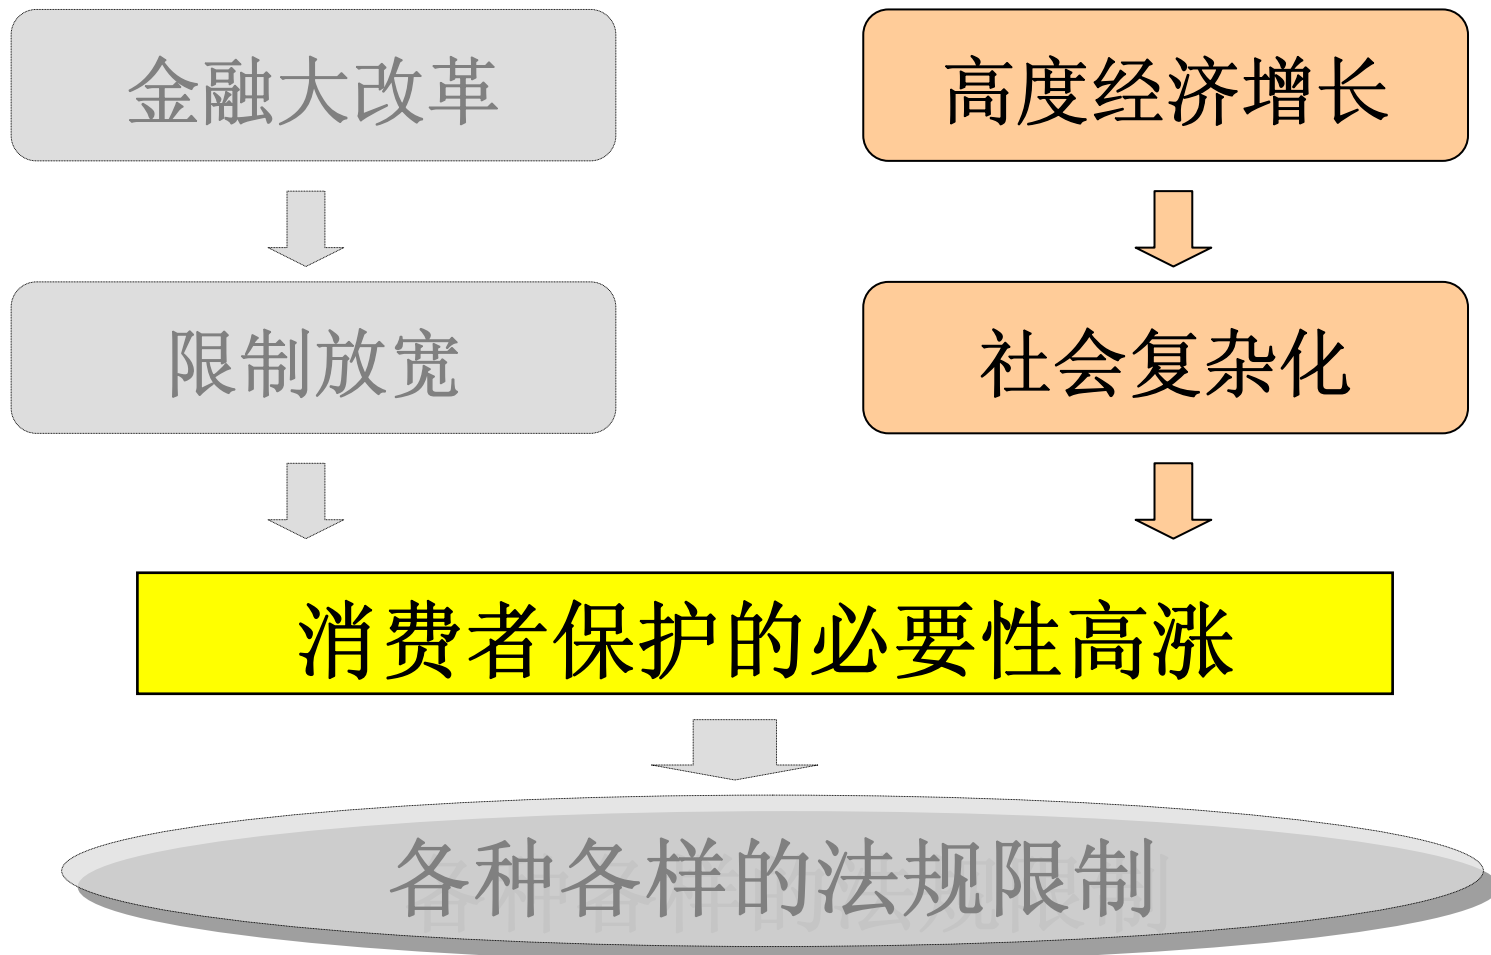 金融大改革
高度经济增长
限制放宽
社会复杂化
消费者保护的必要性高涨
各种各样的法规限制